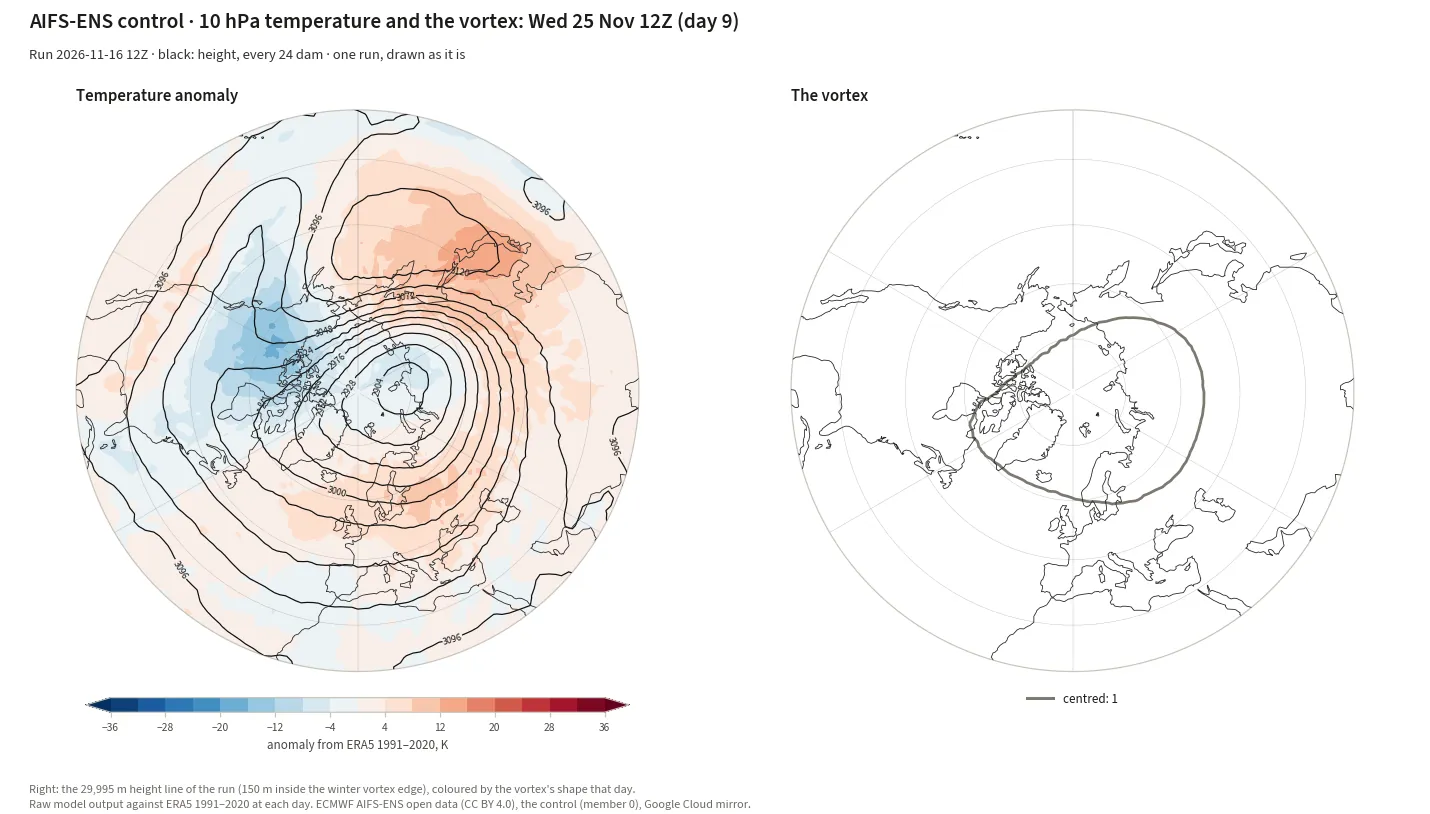 AIFS-ENS control · 10 hPa temperature and the vortex: Wed 25 Nov 12Z (day 9)
Run 2026-11-16 12Z · black: height, every 24 dam · one run, drawn as it is
Temperature anomaly
The vortex
3096
3096
3096
3120
3072
3048
3024
2976
2928
2904
3096
3000
3096
3096
−36 −28 −20 −12 −4 4 12 20 28 36
anomaly from ERA5 1991–2020, K
centred: 1
Right: the 29,995 m height line of the run (150 m inside the winter vortex edge), coloured by the vortex's shape that day.
Raw model output against ERA5 1991–2020 at each day. ECMWF AIFS-ENS open data (CC BY 4.0), the control (member 0), Google Cloud mirror.